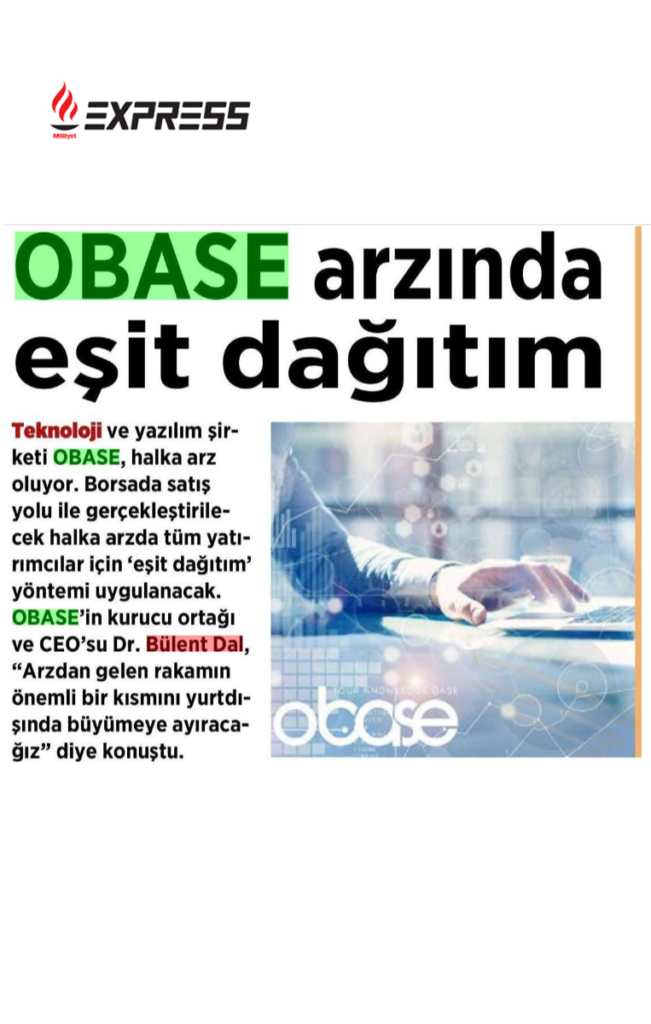 EXPRESS
Milliyet
OBASE arzında
eşit dağıtım
Teknoloji ve yazılım şir-
keti OBASE, halka arz
oluyor. Borsada satış
yolu ile gerçekleştirile-
cek halka arzda tüm yatı-
rımcılar için ‘eşit dağıtım’
yöntemi uygulanacak.
OBASE’in kurucu ortağı
ve CEO’su Dr. Bülent Dal,
“Arzdan gelen rakamın
önemli bir kısmını yurtdı-
şında büyümeye ayıraca-
ğız” diye konuştu.
YOUR KNOWLEDGE BASE
obase